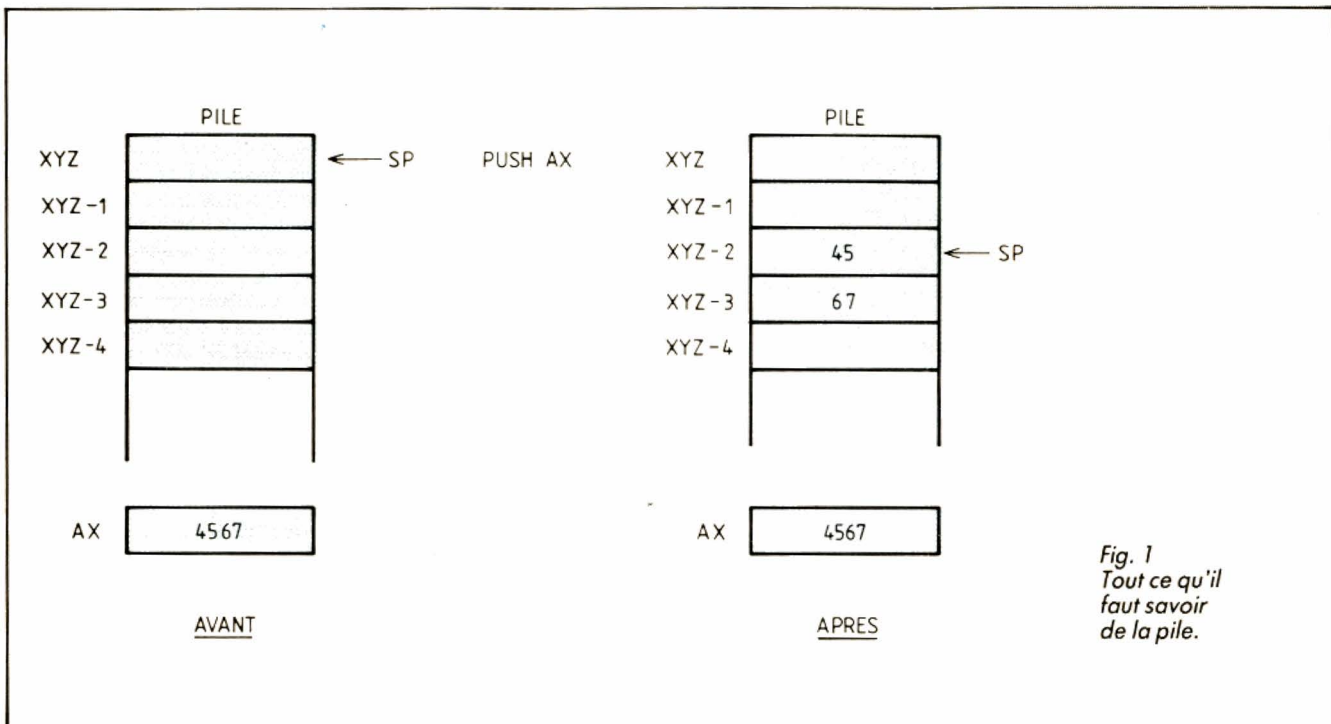 PILE
XYZ
← SP
PUSH AX
XYZ-1
XYZ-2
XYZ-3
XYZ-4
AX
4567
AVANT
PILE
XYZ
XYZ-1
XYZ-2
45
← SP
XYZ-3
67
XYZ-4
AX
4567
APRES
Fig. 1
Tout ce qu'il
faut savoir
de la pile.